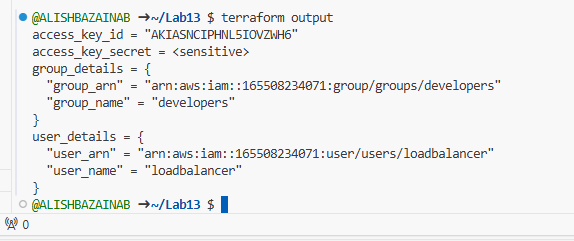 @ALISHBAZAINAB ➜~/Lab13 $ terraform output
access_key_id = "AKIASNCIPHNL5IOVZWH6"
access_key_secret = <sensitive>
group_details = {
  "group_arn" = "arn:aws:iam::165508234071:group/groups/developers"
  "group_name" = "developers"
}
user_details = {
  "user_arn" = "arn:aws:iam::165508234071:user/users/loadbalancer"
  "user_name" = "loadbalancer"
}
@ALISHBAZAINAB ➜~/Lab13 $
0